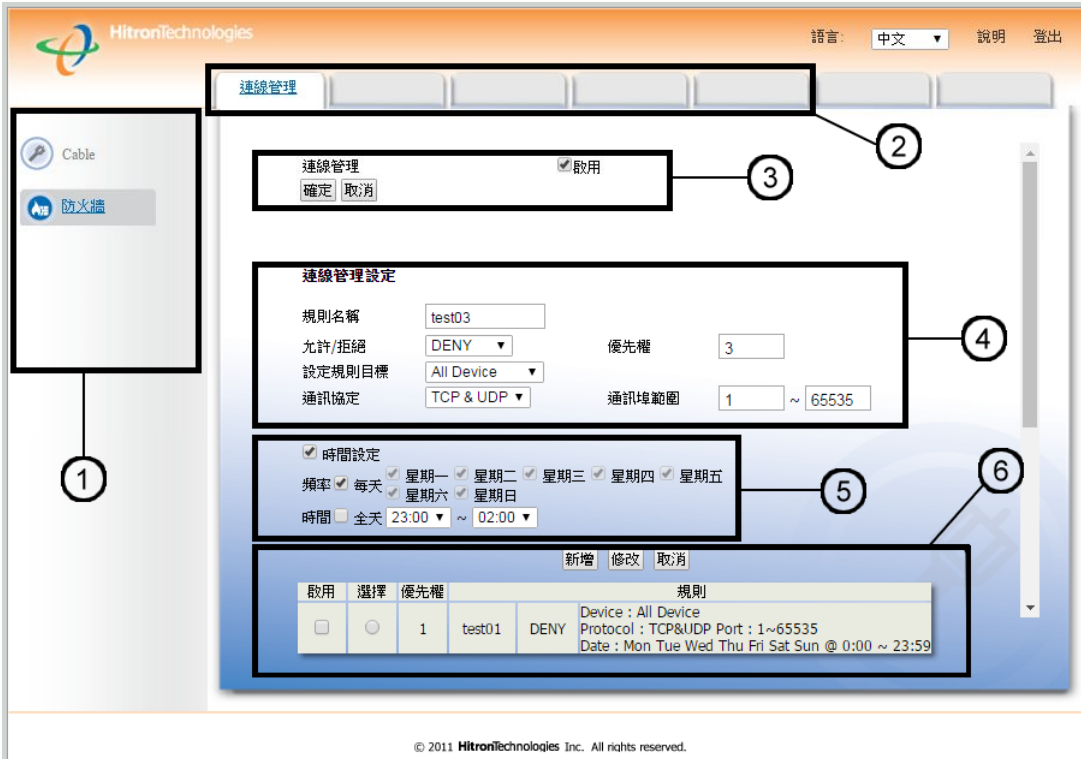 HitronTechnologies
語言: 中文 說明 登出
連線管理
Cable
防火牆
連線管理 啟用
確定 取消
連線管理設定
規則名稱 test03
允許/拒絕 DENY 優先權 3
設定規則目標 All Device
通訊協定 TCP & UDP 通訊埠範圍 1 ~ 65535
時間設定
頻率 每天 星期一 星期二 星期三 星期四 星期五
星期六 星期日
時間 全天 23:00 ~ 02:00
新增 修改 取消
啟用 選擇 優先權 規則
1 test01 DENY Device : All Device
Protocol : TCP&UDP Port : 1~65535
Date : Mon Tue Wed Thu Fri Sat Sun @ 0:00 ~ 23:59
1
2
3
4
5
6
© 2011 HitronTechnologies Inc. All rights reserved.